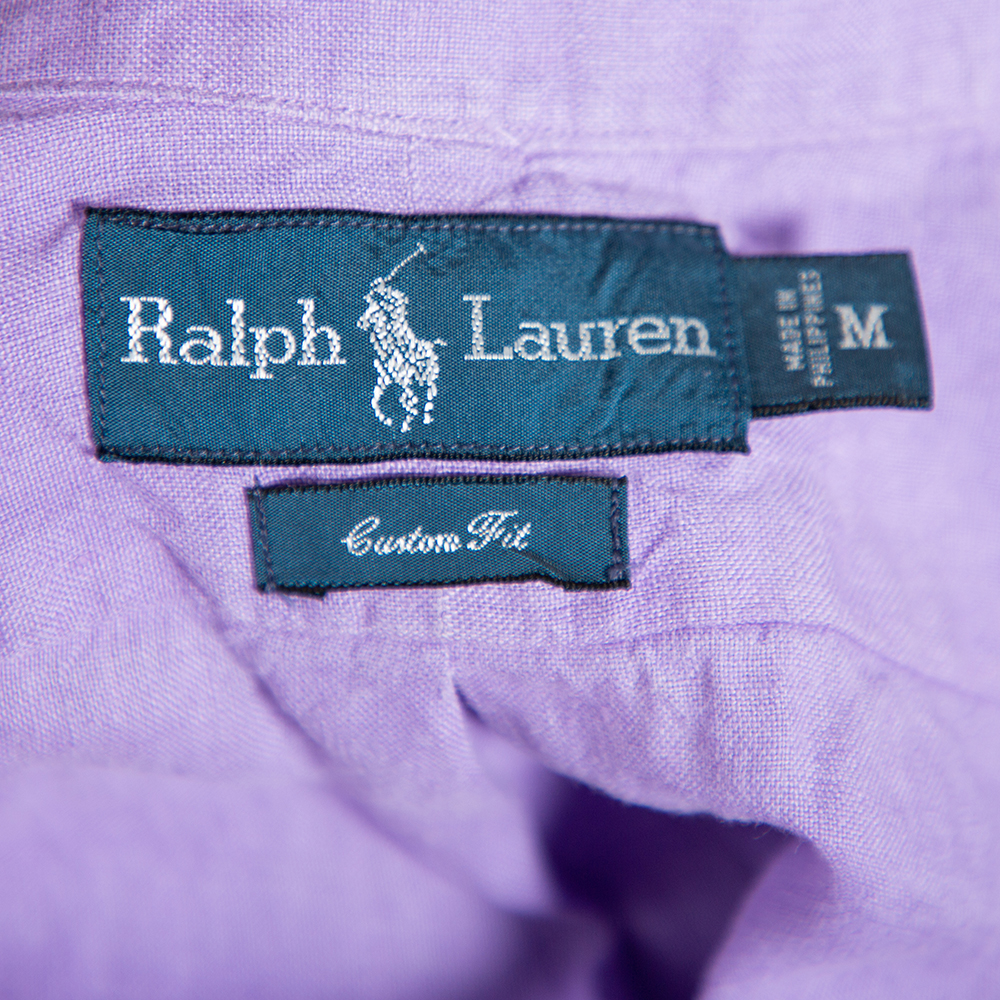 Ralph Lauren
MADE IN
PHILIPPINES
M
Custom Fit